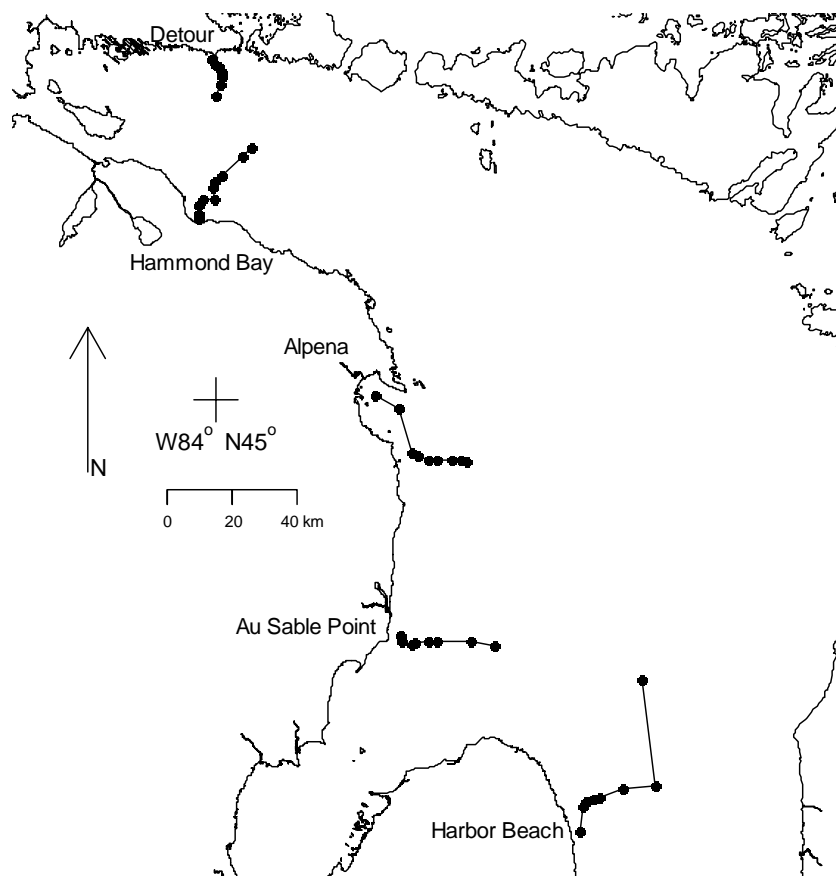 Detour
Hammond Bay
Alpena
W84° N45°
N
0 20 40 km
Au Sable Point
Harbor Beach